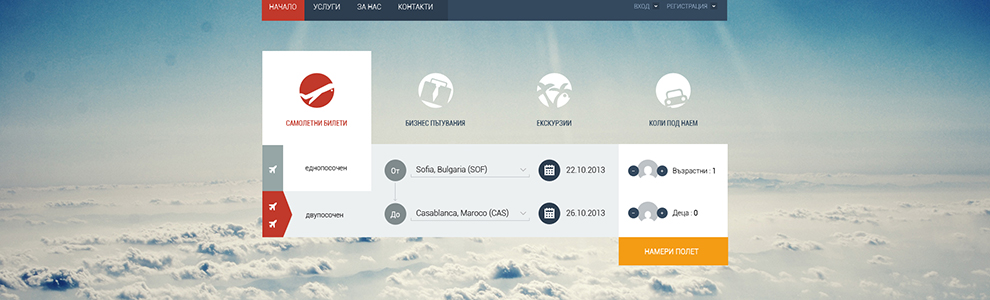 НАЧАЛО УСЛУГИ ЗА НАС КОНТАКТИ ВХОД РЕГИСТРАЦИЯ
САМОЛЕТНИ БИЛЕТИ БИЗНЕС ПЪТУВАНИЯ ЕКСКУРЗИИ КОЛИ ПОД НАЕМ
еднопосочен От Sofia, Bulgaria (SOF) 22.10.2013 Възрастни : 1
двупосочен До Casablanca, Maroco (CAS) 26.10.2013 Деца : 0
НАМЕРИ ПОЛЕТ